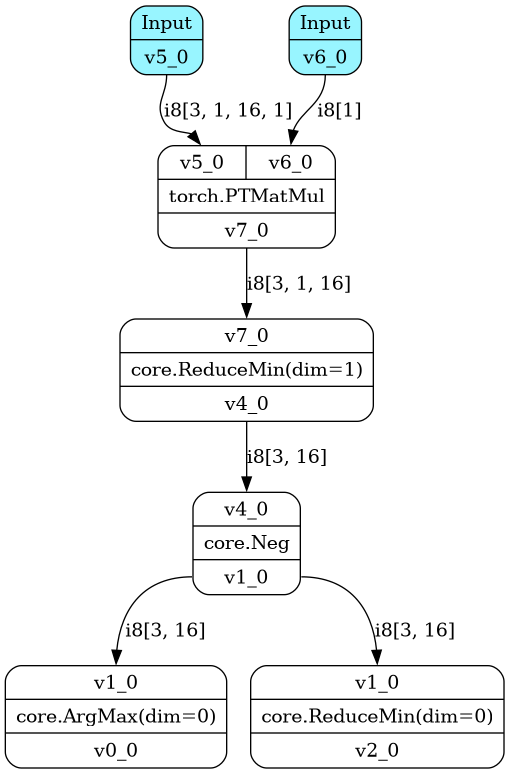 Input
v5_0
Input
v6_0
i8[3, 1, 16, 1]
i8[1]
v5_0
v6_0
torch.PTMatMul
v7_0
i8[3, 1, 16]
v7_0
core.ReduceMin(dim=1)
v4_0
i8[3, 16]
v4_0
core.Neg
v1_0
i8[3, 16]
i8[3, 16]
v1_0
core.ArgMax(dim=0)
v0_0
v1_0
core.ReduceMin(dim=0)
v2_0